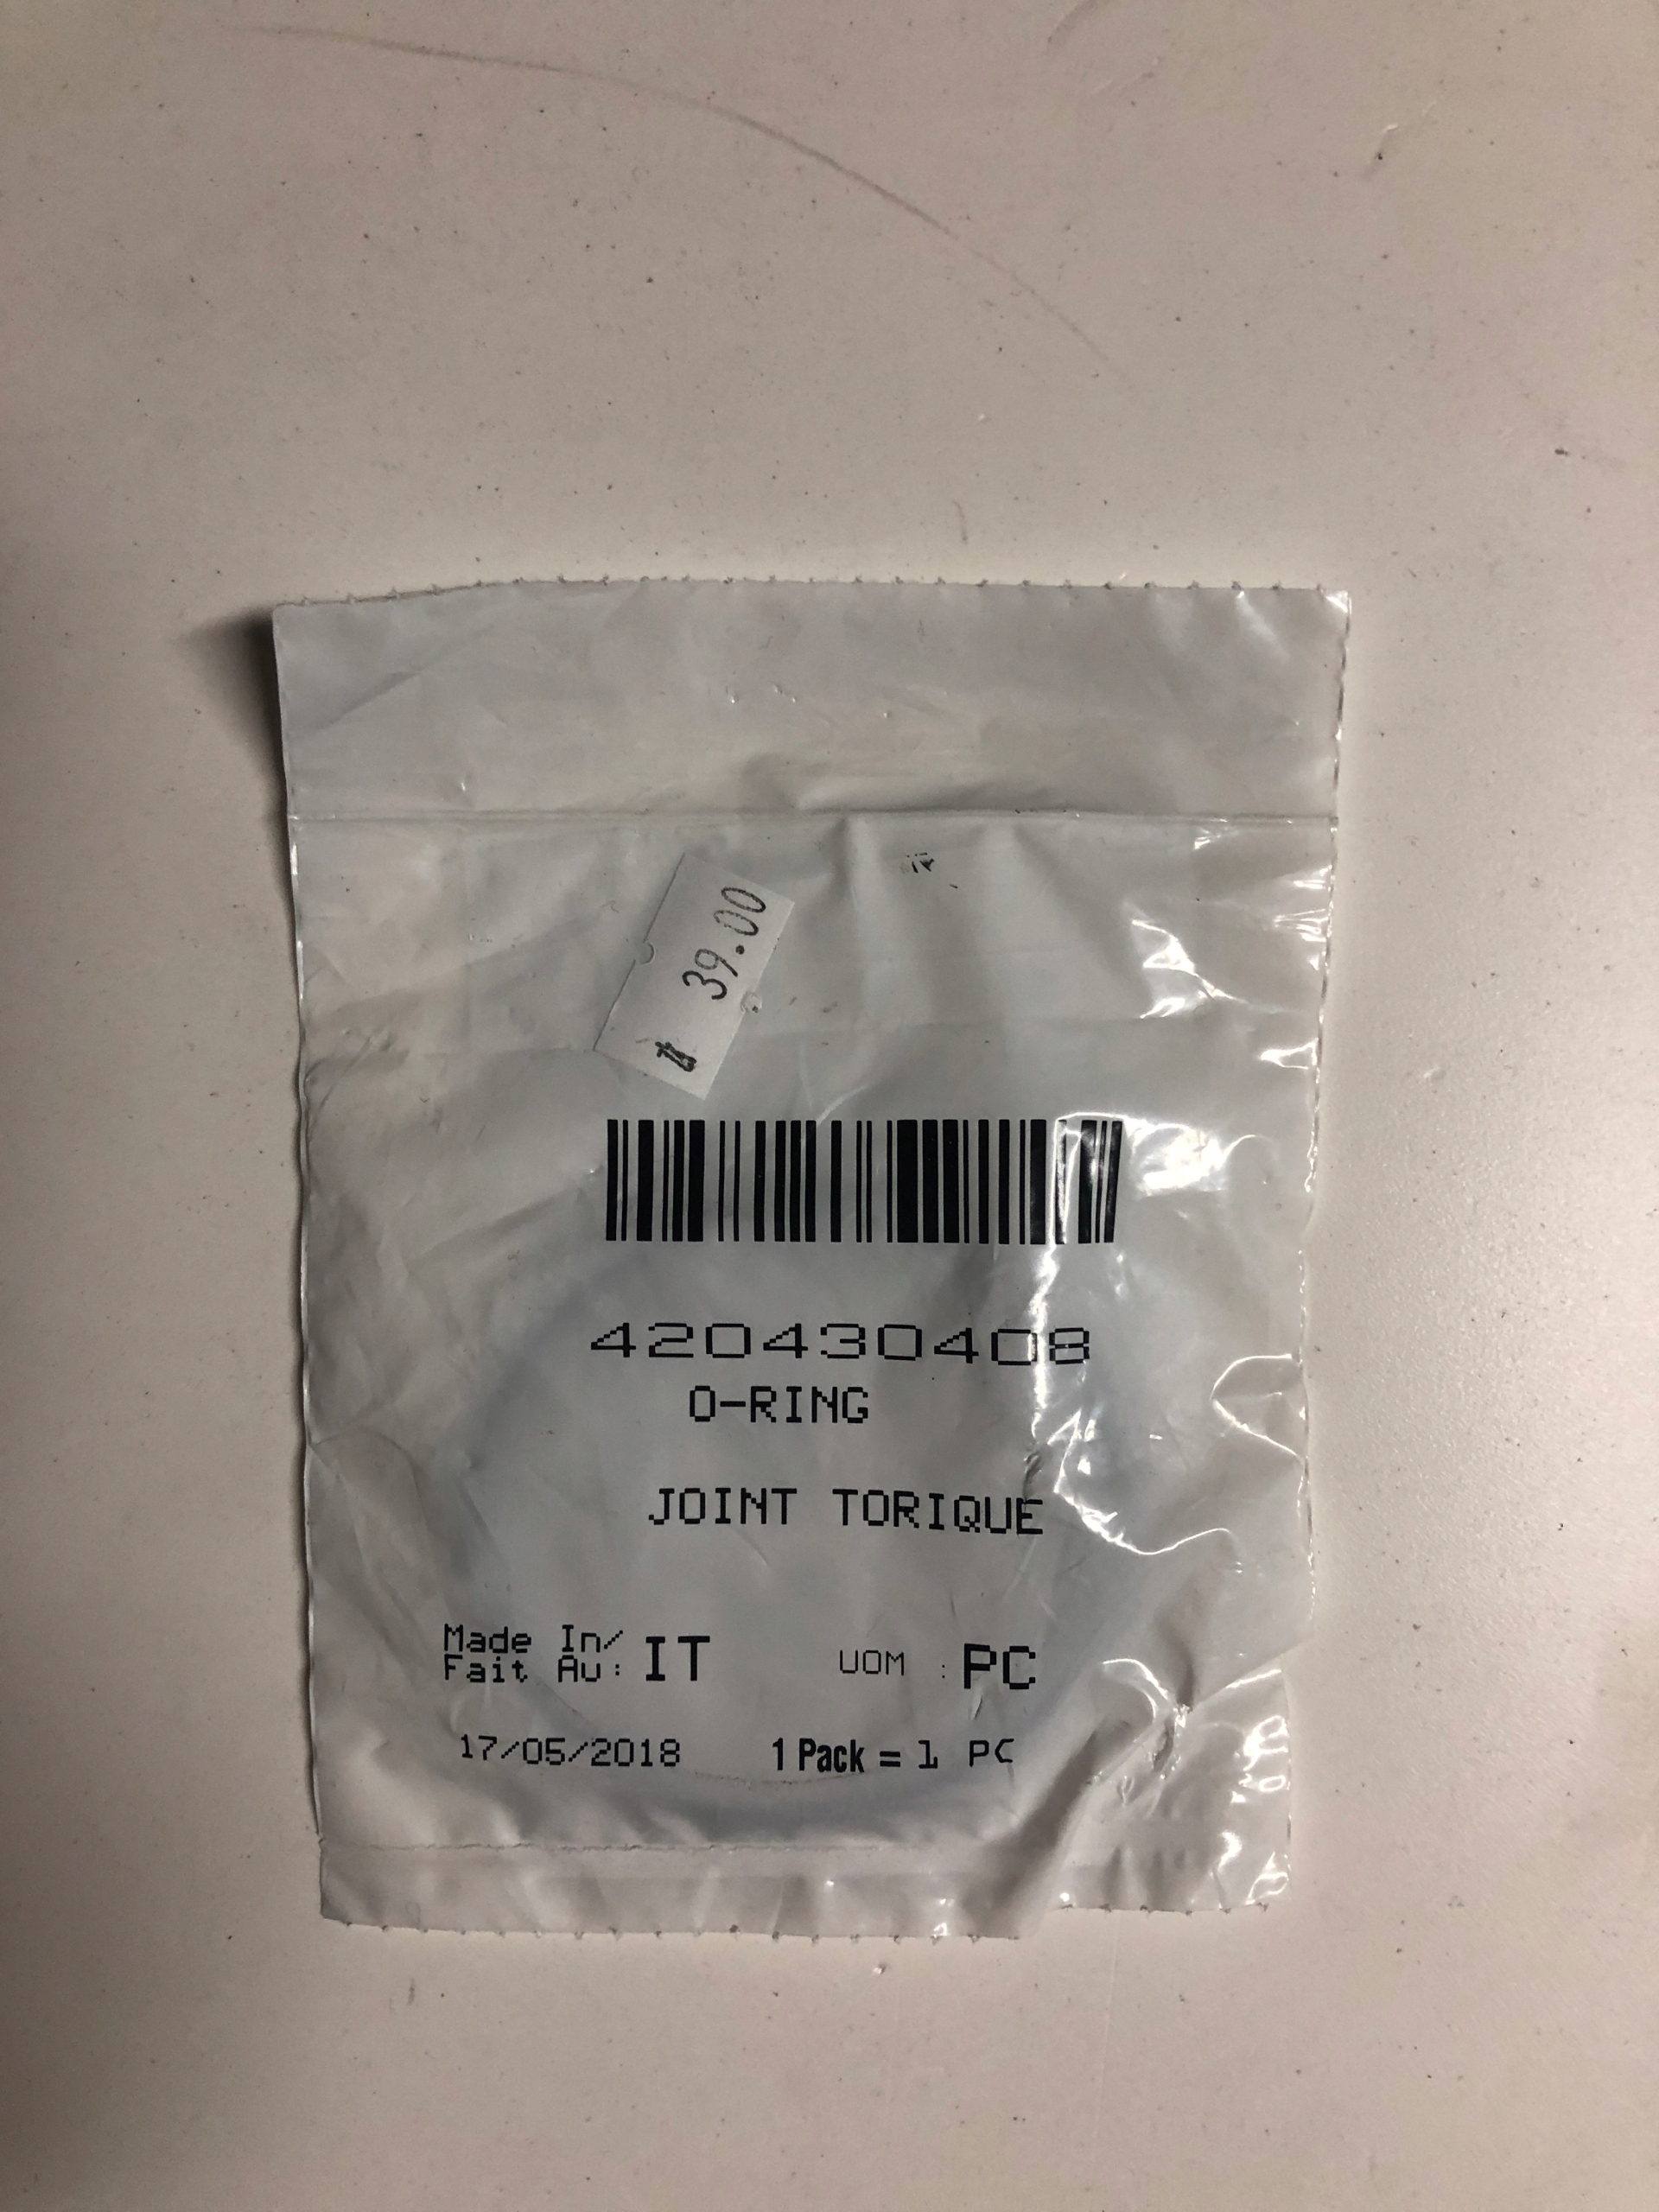 39.00
420430408
O-RING
JOINT TORIQUE
Made In/ IT UOM : PC
Fait Au:
17/05/2018 1 Pack = 1 PC